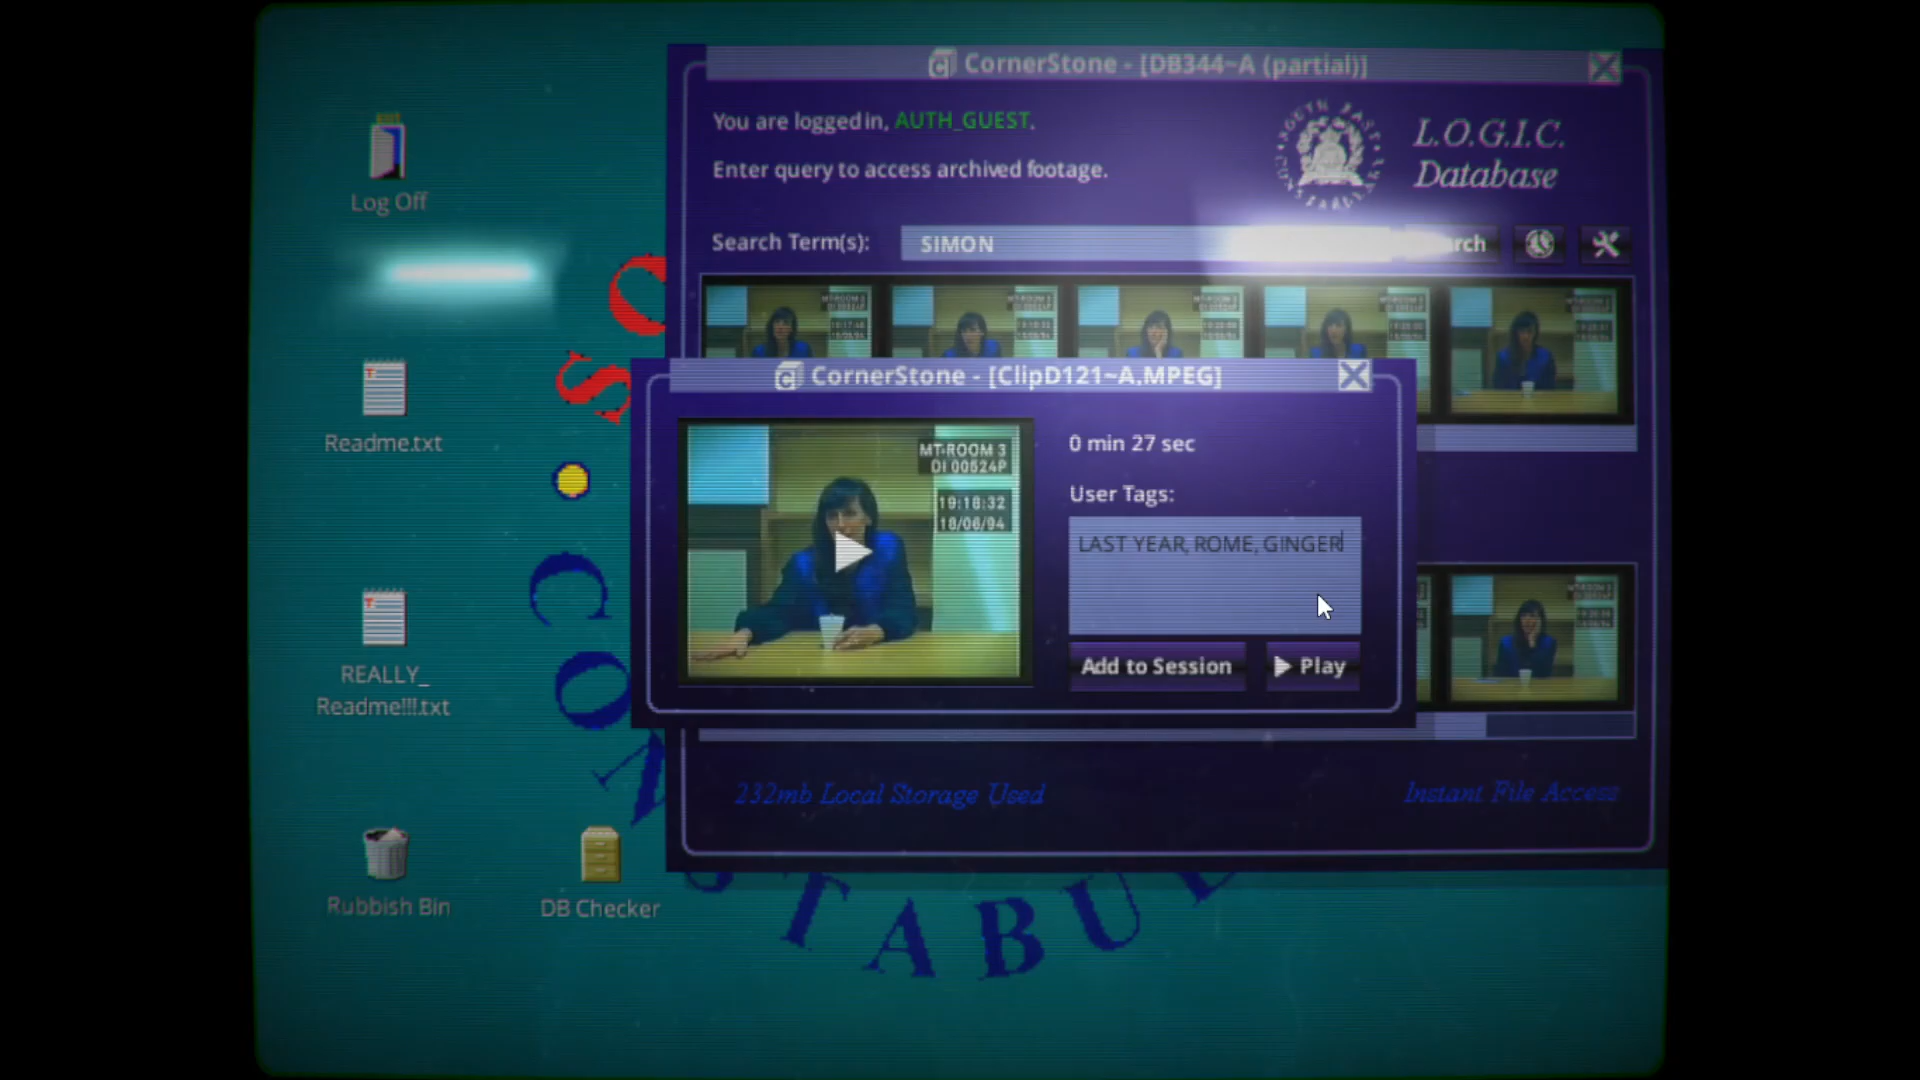 CornerStone - [DB344~A (partial)]
You are logged in, AUTH_GUEST.
Enter query to access archived footage.
SOUTH EAST CONSTABULARY
L.O.G.I.C.
Database
Search Term(s):
SIMON
Log Off
Readme.txt
REALLY_
Readme!!!.txt
Rubbish Bin
DB Checker
CornerStone - [ClipD121~A.MPEG]
MT-ROOM 3
DI 00524P
19:18:32
18/06/94
0 min 27 sec
User Tags:
LAST YEAR, ROME, GINGER
Add to Session
Play
232mb Local Storage Used
Instant File Access